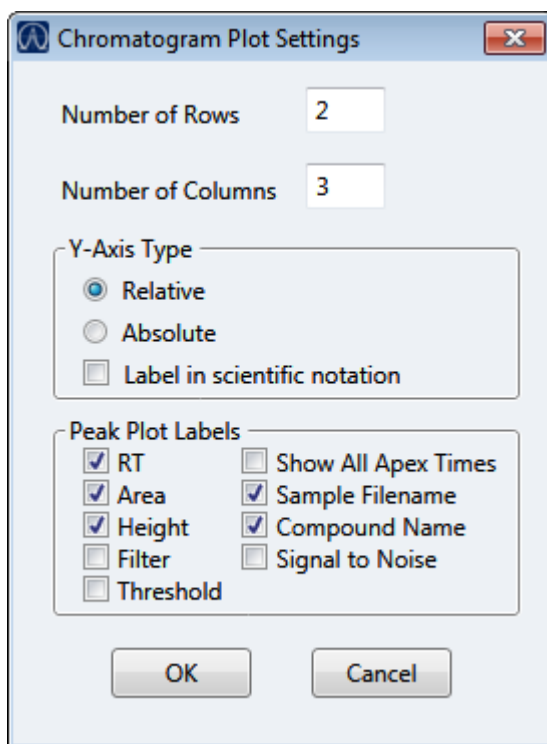 Chromatogram Plot Settings
Number of Rows 2
Number of Columns 3
Y-Axis Type
Relative
Absolute
Label in scientific notation
Peak Plot Labels
RT Show All Apex Times
Area Sample Filename
Height Compound Name
Filter Signal to Noise
Threshold
OK Cancel